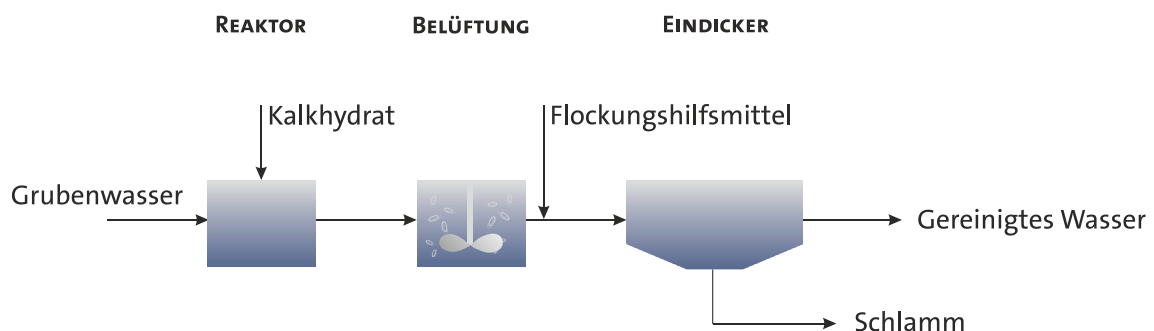 REAKTOR
BELÜFTUNG
EINDICKER
Kalkhydrat
Flockungshilfsmittel
Grubenwasser
Gereinigtes Wasser
Schlamm